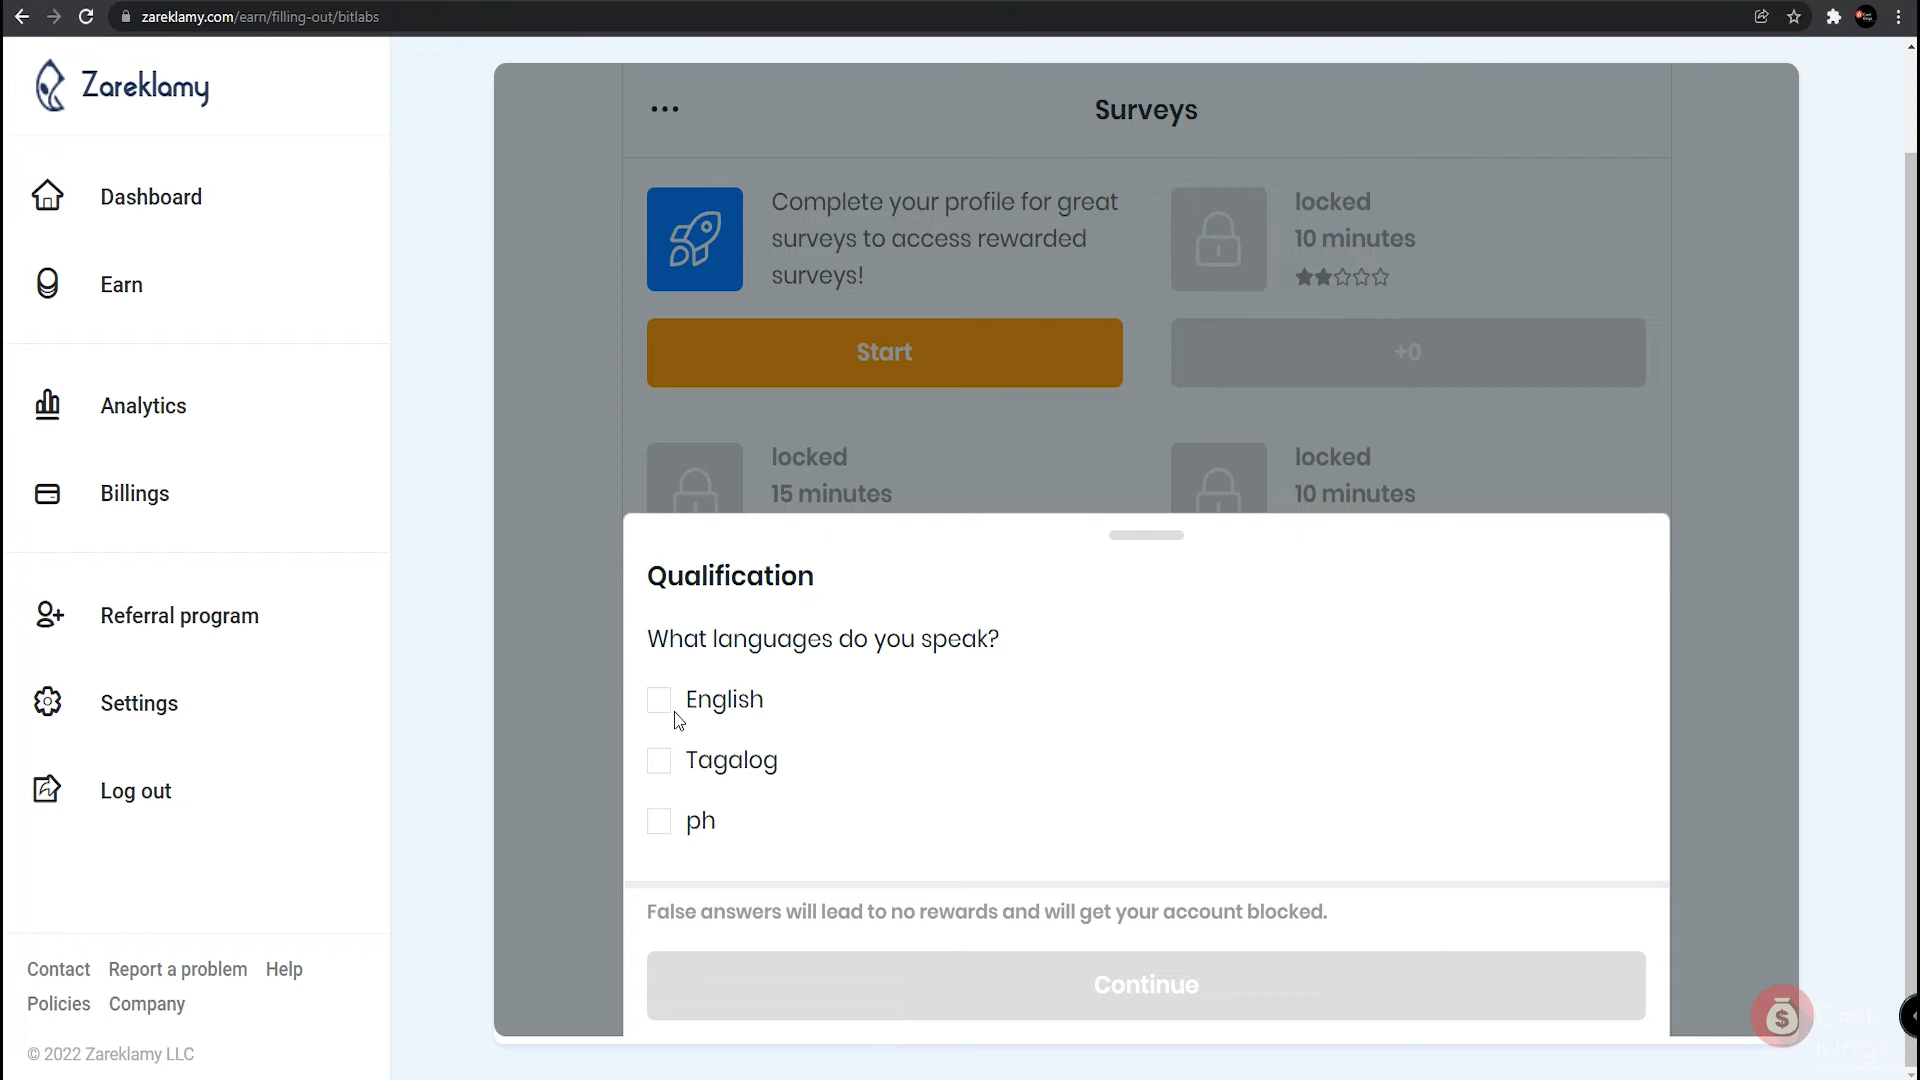 zareklamy.com/earn/filling-out/bitlabs
Zareklamy
Dashboard
Earn
Analytics
Billings
Referral program
Settings
Log out
Contact Report a problem Help
Policies Company
© 2022 Zareklamy LLC
Surveys
Complete your profile for great
surveys to access rewarded
surveys!
Start
locked
10 minutes
+0
locked
15 minutes
locked
10 minutes
Qualification
What languages do you speak?
English
Tagalog
ph
False answers will lead to no rewards and will get your account blocked.
Continue